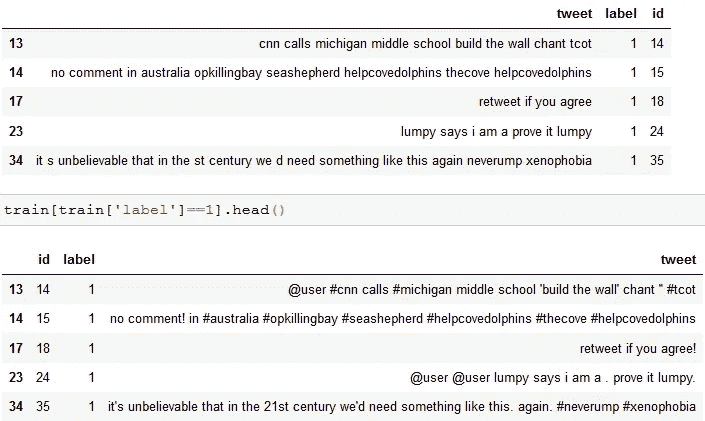 tweet label id
13 cnn calls michigan middle school build the wall chant tcot 1 14
14 no comment in australia opkillingbay seashepherd helpcovedolphins thecove helpcovedolphins 1 15
17 retweet if you agree 1 18
23 lumpy says i am a prove it lumpy 1 24
34 it s unbelievable that in the st century we d need something like this again neverump xenophobia 1 35
train[train['label']==1].head()
id label tweet
13 14 1 @user #cnn calls #michigan middle school 'build the wall' chant '' #tcot
14 15 1 no comment! in #australia #opkillingbay #seashepherd #helpcovedolphins #thecove #helpcovedolphins
17 18 1 retweet if you agree!
23 24 1 @user @user lumpy says i am a . prove it lumpy.
34 35 1 it's unbelievable that in the 21st century we'd need something like this. again. #neverump #xenophobia